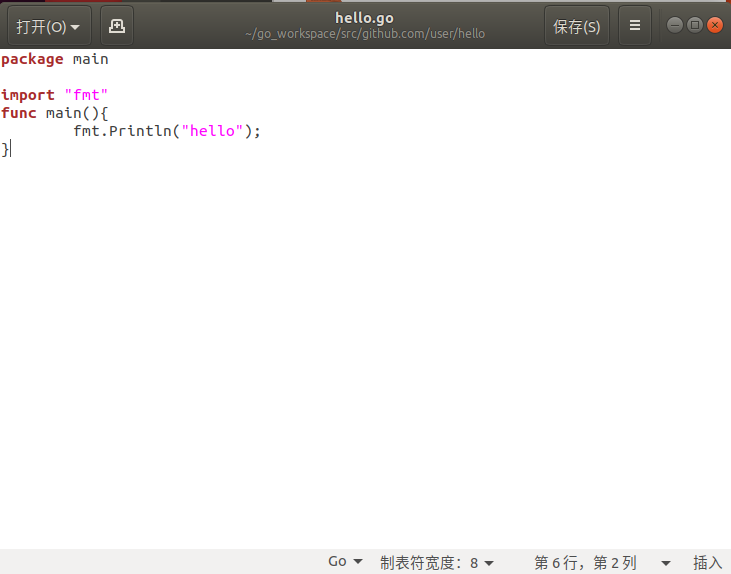 打开(O)
hello.go
~/go_workspace/src/github.com/user/hello
保存(S)
package main
import "fmt"
func main(){
        fmt.Println("hello");
}
Go
制表符宽度：8
第 6 行，第 2 列
插入